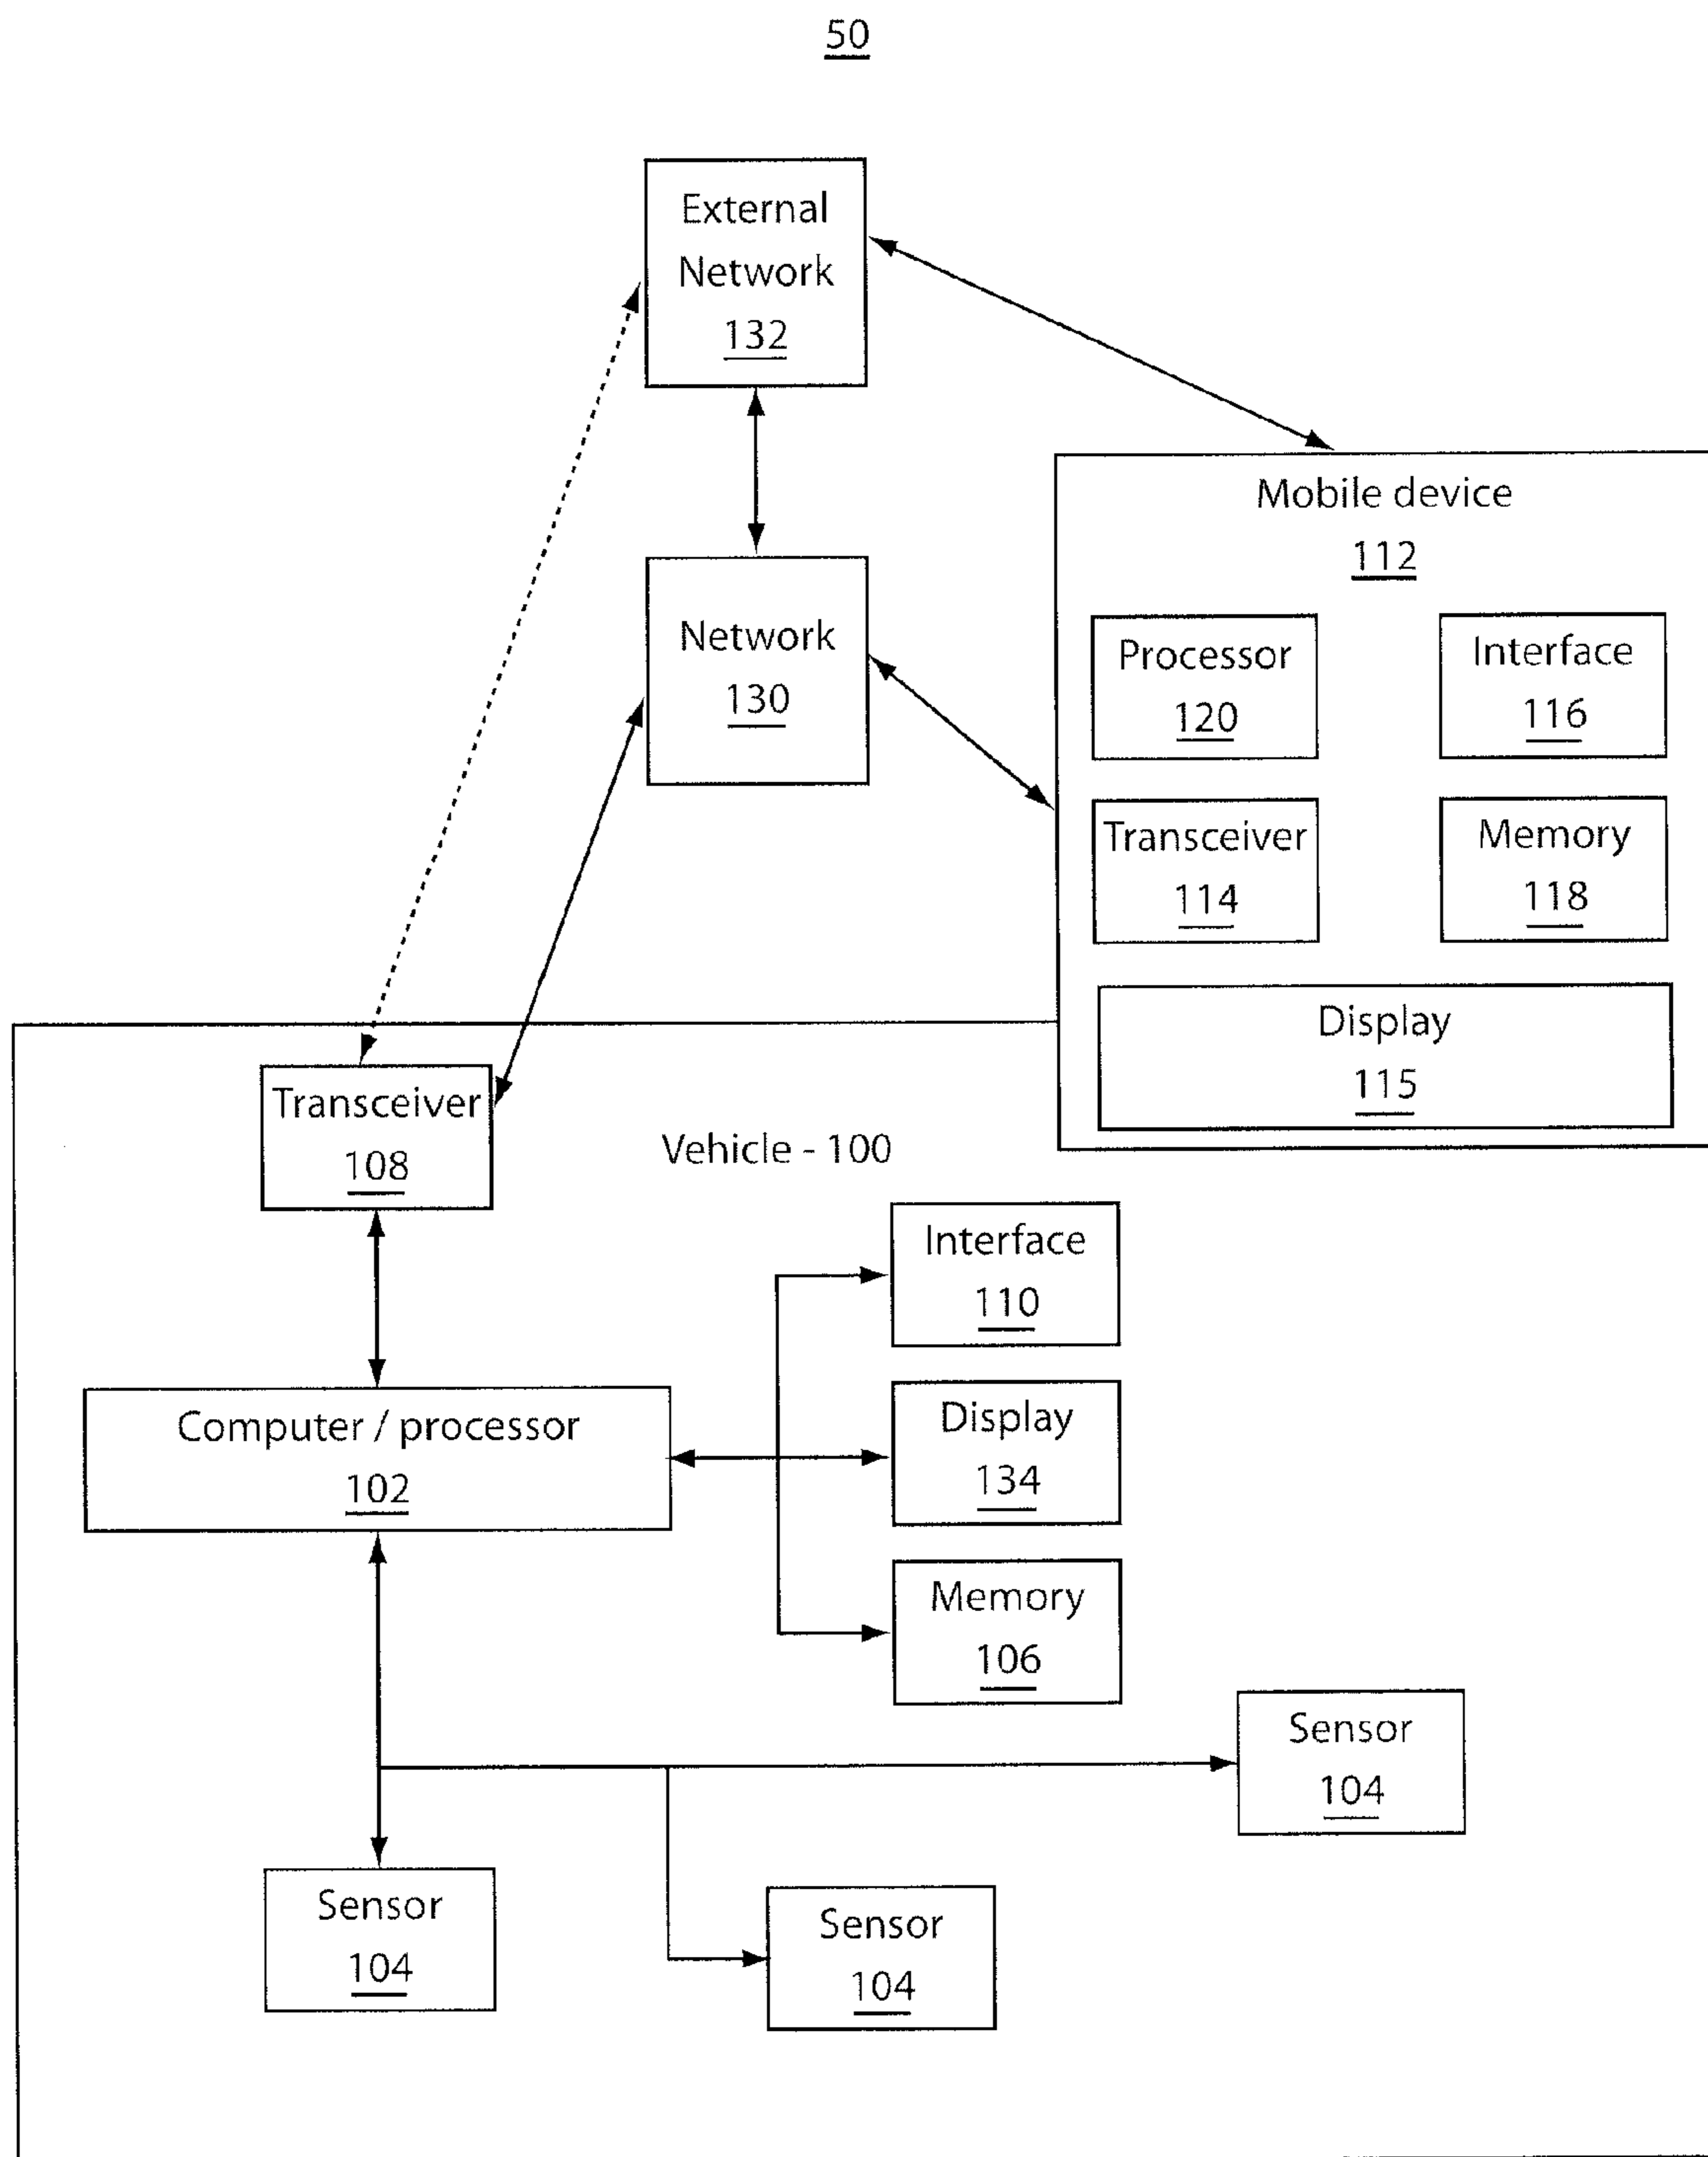 50
External
Network
132
Mobile device
112
Network
130
Processor
120
Interface
116
Transceiver
114
Memory
118
Display
115
Transceiver
108
Vehicle - 100
Interface
110
Computer / processor
102
Display
134
Memory
106
Sensor
104
Sensor
104
Sensor
104